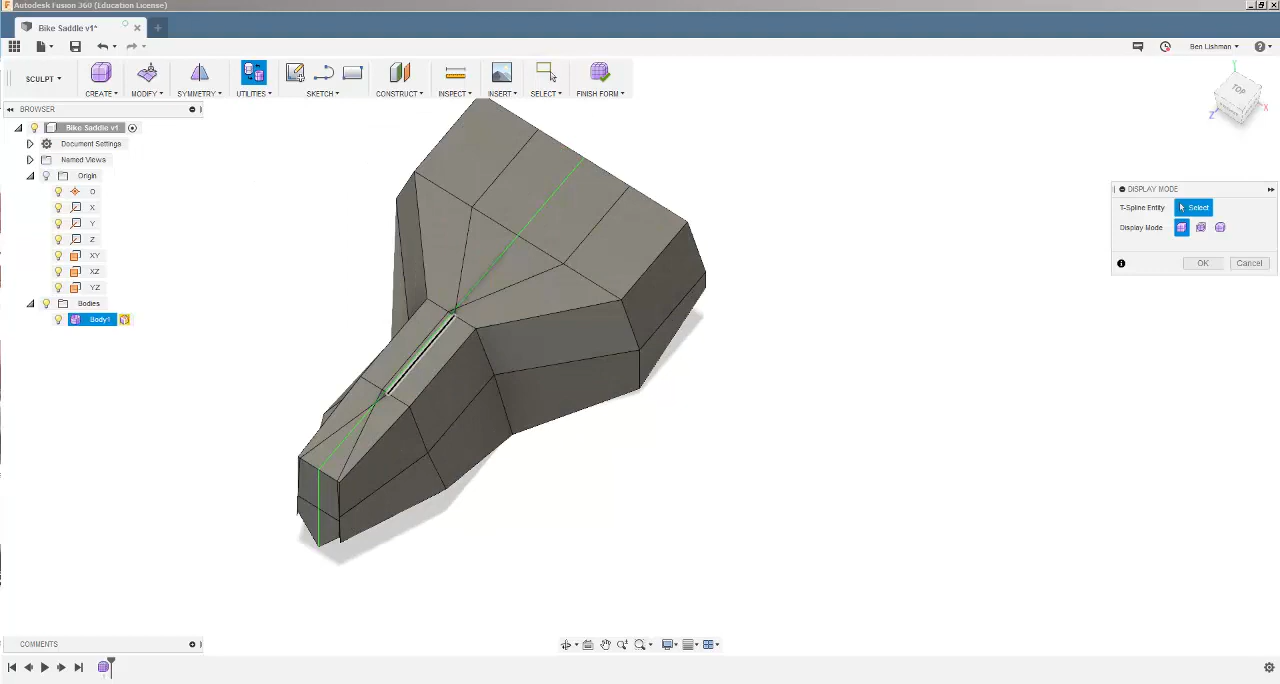 Autodesk Fusion 360 (Education License)
Bike Saddle v1*
Ben Lishman
SCULPT
CREATE MODIFY SYMMETRY UTILITIES SKETCH CONSTRUCT INSPECT INSERT SELECT FINISH FORM
BROWSER
Bike Saddle v1
Document Settings
Named Views
Origin
O
X
Y
Z
XY
XZ
YZ
Bodies
Body1
Y
TOP
X
Z
DISPLAY MODE
T-Spline Entity Select
Display Mode
OK Cancel
COMMENTS